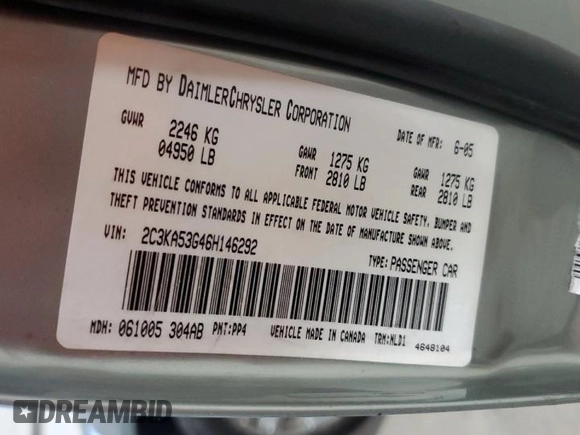 MFD BY DAIMLERCHRYSLER CORPORATION
DATE OF MFR: 6-05
GVWR 2246 KG 04950 LB
GAWR FRONT 1275 KG 2810 LB
GAWR REAR 1275 KG 2810 LB
THIS VEHICLE CONFORMS TO ALL APPLICABLE FEDERAL MOTOR VEHICLE SAFETY, BUMPER AND
THEFT PREVENTION STANDARDS IN EFFECT ON THE DATE OF MANUFACTURE SHOWN ABOVE.
VIN: 2C3KA53G46H146292
TYPE: PASSENGER CAR
MDH: 061005 304AB PNT:PP4 VEHICLE MADE IN CANADA TRM:NLD1 4648104
DREAMBID